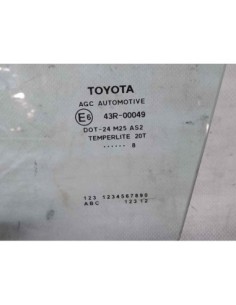 TOYOTA
AGC AUTOMOTIVE
E6 43R-00049
DOT-24 M25 AS2
TEMPERLITE 20T
...... 8
123 1234567890
ABC 12312